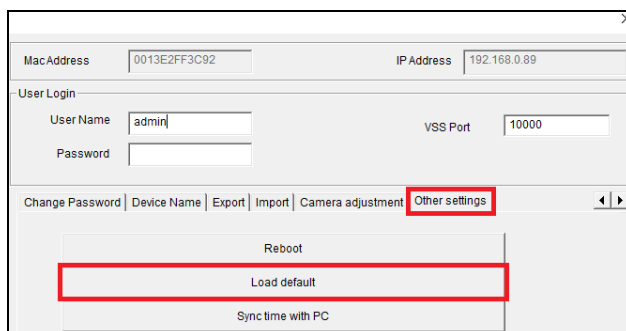 MacAddress 0013E2FF3C92 IP Address 192.168.0.89
User Login
User Name admin VSS Port 10000
Password
Change Password Device Name Export Import Camera adjustment Other settings
Reboot
Load default
Sync time with PC